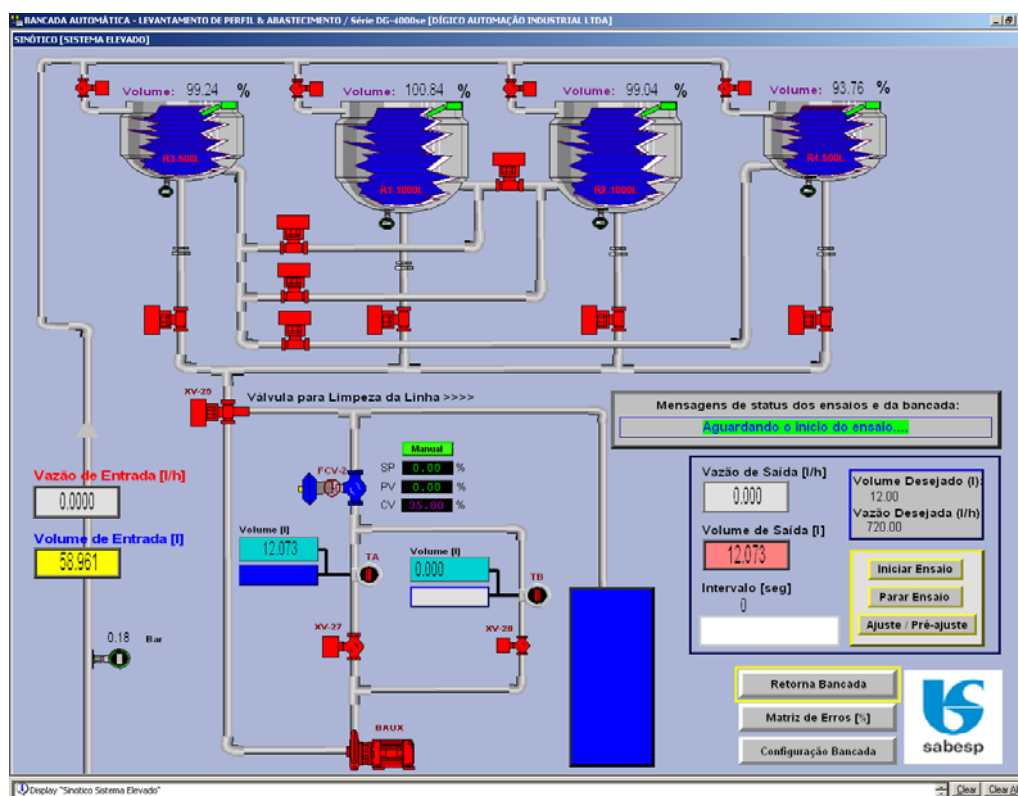 BANCADA AUTOMÁTICA - LEVANTAMENTO DE PERFIL & ABASTECIMENTO / Série DG-4000se [DÍGICO AUTOMAÇÃO INDUSTRIAL LTDA]
SINÓTICO [SISTEMA ELEVADO]
Volume: 99.24 %
Volume: 100.84 %
Volume: 99.04 %
Volume: 93.76 %
R3-500L
R1-1000L
R2-1000L
R4-500L
XV-25
Válvula para Limpeza da Linha >>>>
Mensagens de status dos ensaios e da bancada:
Aguardando o início do ensaio....
Manual
FCV-2
SP 0.00 %
PV 0.00 %
CV 35.00 %
Vazão de Entrada [l/h]
0.0000
Volume de Entrada [l]
58.961
Volume [l]
12.073
TA
Volume [l]
0.000
TB
XV-27
XV-28
0.18 Bar
BAUX
Vazão de Saída [l/h]
0.000
Volume de Saída [l]
12.073
Intervalo [seg]
0
Volume Desejado (l):
12.00
Vazão Desejada (l/h)
720.00
Iniciar Ensaio
Parar Ensaio
Ajuste / Pré-ajuste
Retorna Bancada
Matriz de Erros [%]
Configuração Bancada
sabesp
Display "Sinotico Sistema Elevado"
Clear
Clear Al